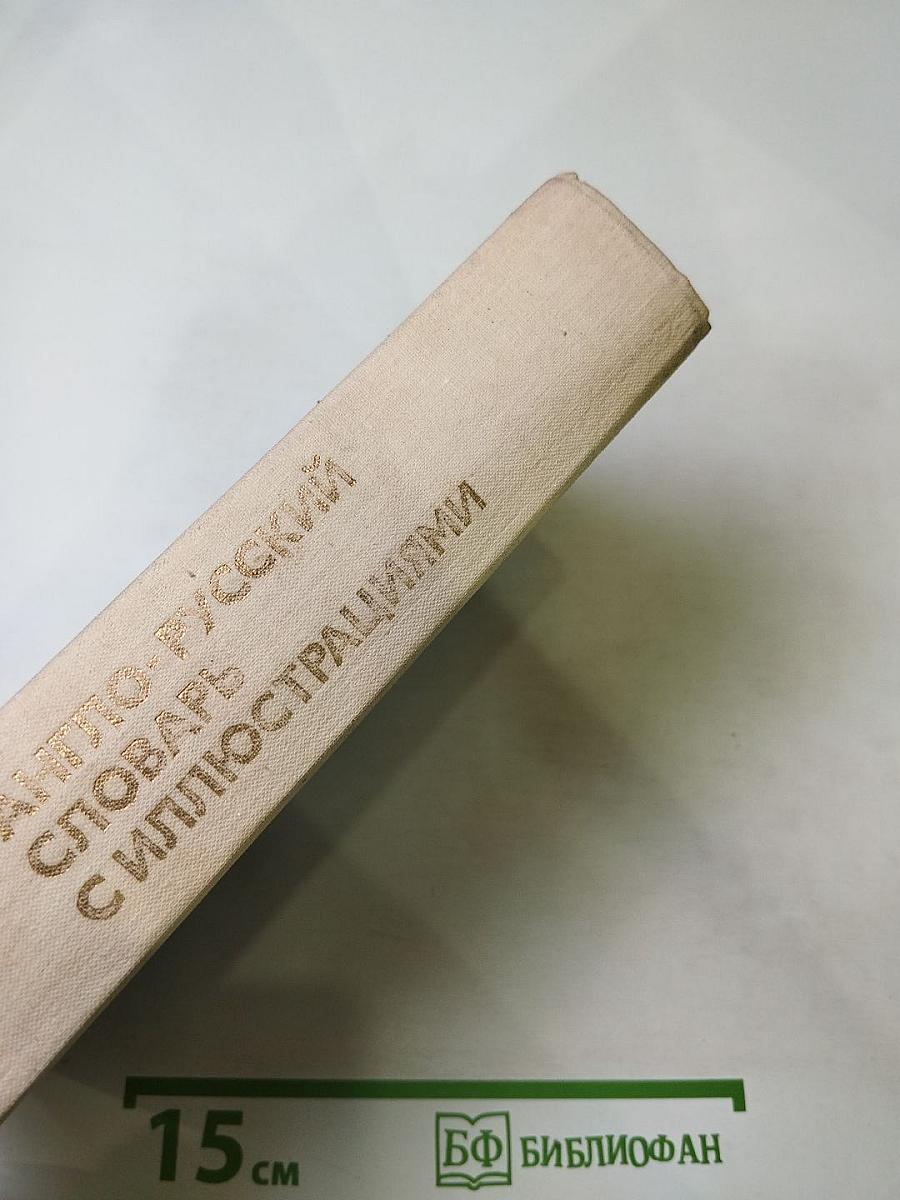 АНГЛО-РУССКИЙ
СЛОВАРЬ
С ИЛЛЮСТРАЦИЯМИ
15 см
БФ БИБЛИОФАН